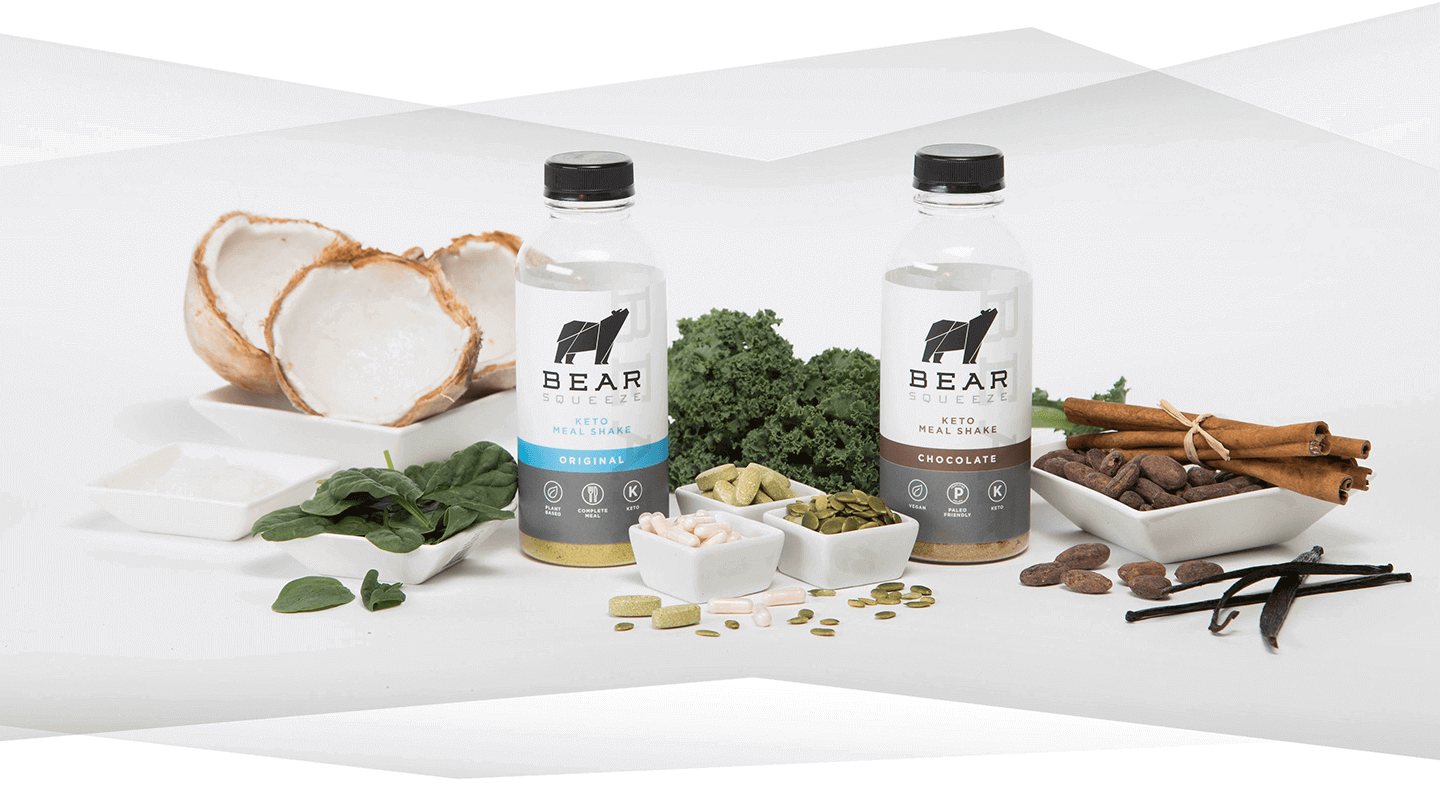 BEAR
SQUEEZE
KETO
MEAL SHAKE
ORIGINAL
PLANT
BASED
COMPLETE
MEAL
K
KETO
BEAR
SQUEEZE
KETO
MEAL SHAKE
CHOCOLATE
VEGAN
P
PALEO
FRIENDLY
K
KETO